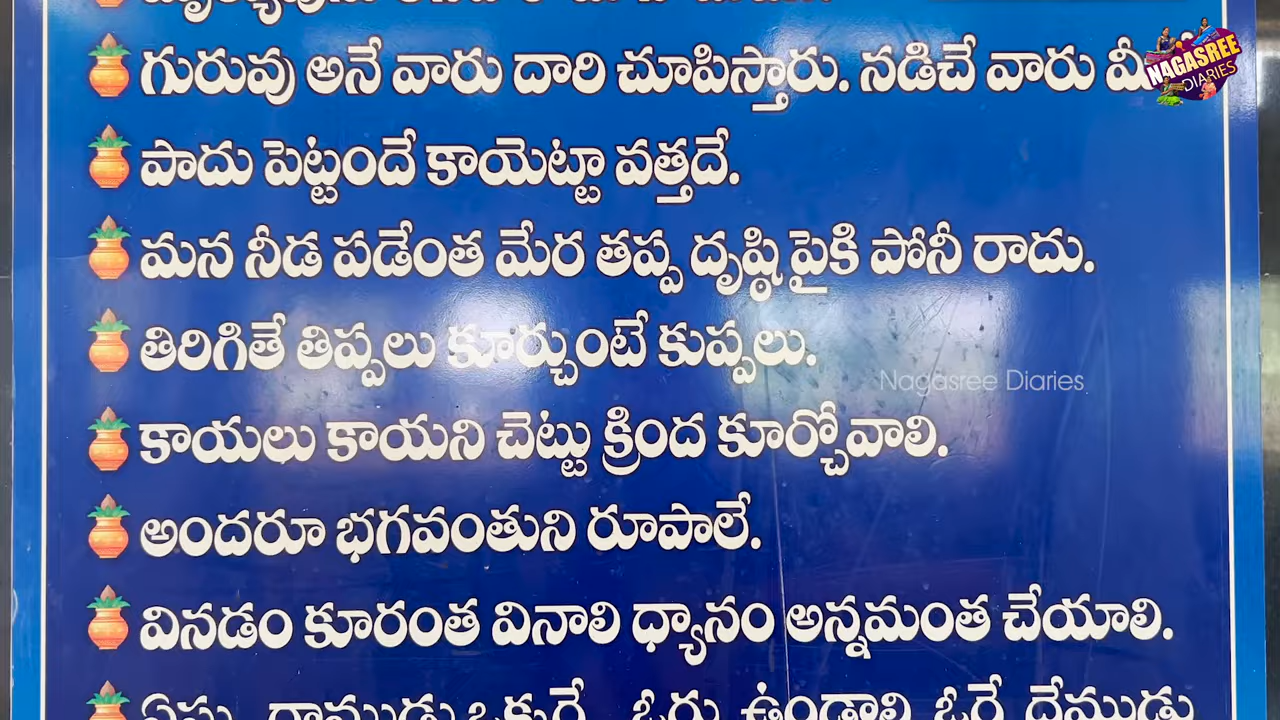 గురువు అనే వారు దారి చూపిస్తారు. నడిచే వారు
NAGASREE
DIARIES
పాదు పెట్టందే కాయెట్టా వత్తదే.
మన నీడ పడేంత మేర తప్ప దృష్ఠి పైకి పోనీ రాదు.
తిరిగితే తిప్పలు కూర్చుంటే కుప్పలు.
Nagasree Diaries
కాయలు కాయని చెట్టు క్రింద కూర్చోవాలి.
అందరూ భగవంతుని రూపాలే.
వినడం కూరంత వినాలి ధ్యానం అన్నమంత చేయాలి.